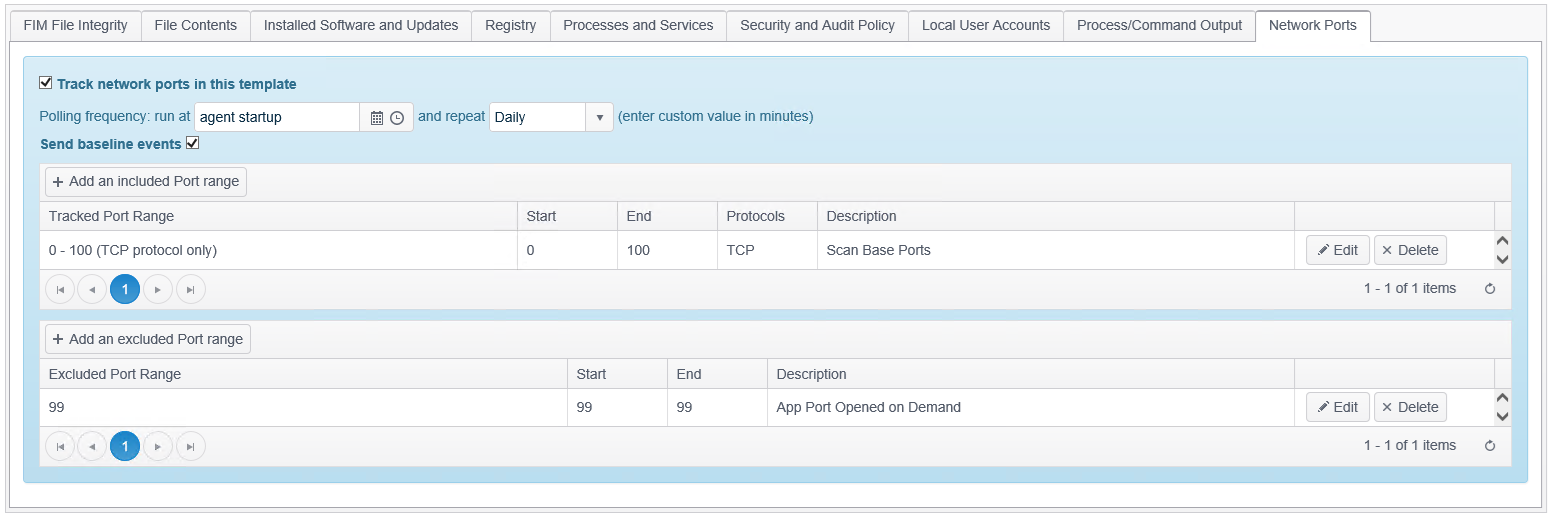 FIM File Integrity File Contents Installed Software and Updates Registry Processes and Services Security and Audit Policy Local User Accounts Process/Command Output Network Ports
Track network ports in this template
Polling frequency: run at agent startup and repeat Daily (enter custom value in minutes)
Send baseline events
+ Add an included Port range
Tracked Port Range Start End Protocols Description
0 - 100 (TCP protocol only) 0 100 TCP Scan Base Ports Edit Delete
1 1 - 1 of 1 items
+ Add an excluded Port range
Excluded Port Range Start End Description
99 99 99 App Port Opened on Demand Edit Delete
1 1 - 1 of 1 items